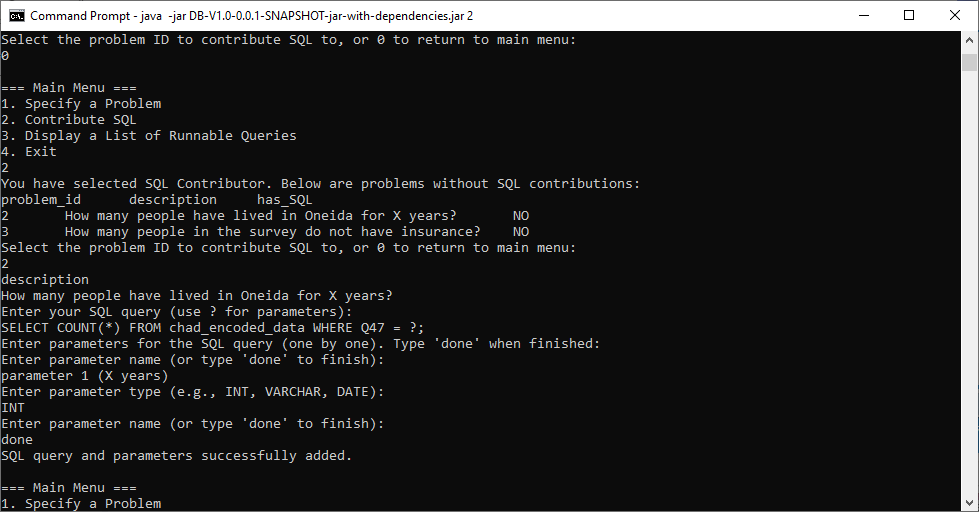 Command Prompt - java  -jar DB-V1.0-0.0.1-SNAPSHOT-jar-with-dependencies.jar 2
Select the problem ID to contribute SQL to, or 0 to return to main menu:
0
=== Main Menu ===
1. Specify a Problem
2. Contribute SQL
3. Display a List of Runnable Queries
4. Exit
2
You have selected SQL Contributor. Below are problems without SQL contributions:
problem_id      description     has_SQL
2       How many people have lived in Oneida for X years?       NO
3       How many people in the survey do not have insurance?    NO
Select the problem ID to contribute SQL to, or 0 to return to main menu:
2
description
How many people have lived in Oneida for X years?
Enter your SQL query (use ? for parameters):
SELECT COUNT(*) FROM chad_encoded_data WHERE Q47 = ?;
Enter parameters for the SQL query (one by one). Type 'done' when finished:
Enter parameter name (or type 'done' to finish):
parameter 1 (X years)
Enter parameter type (e.g., INT, VARCHAR, DATE):
INT
Enter parameter name (or type 'done' to finish):
done
SQL query and parameters successfully added.
=== Main Menu ===
1. Specify a Problem